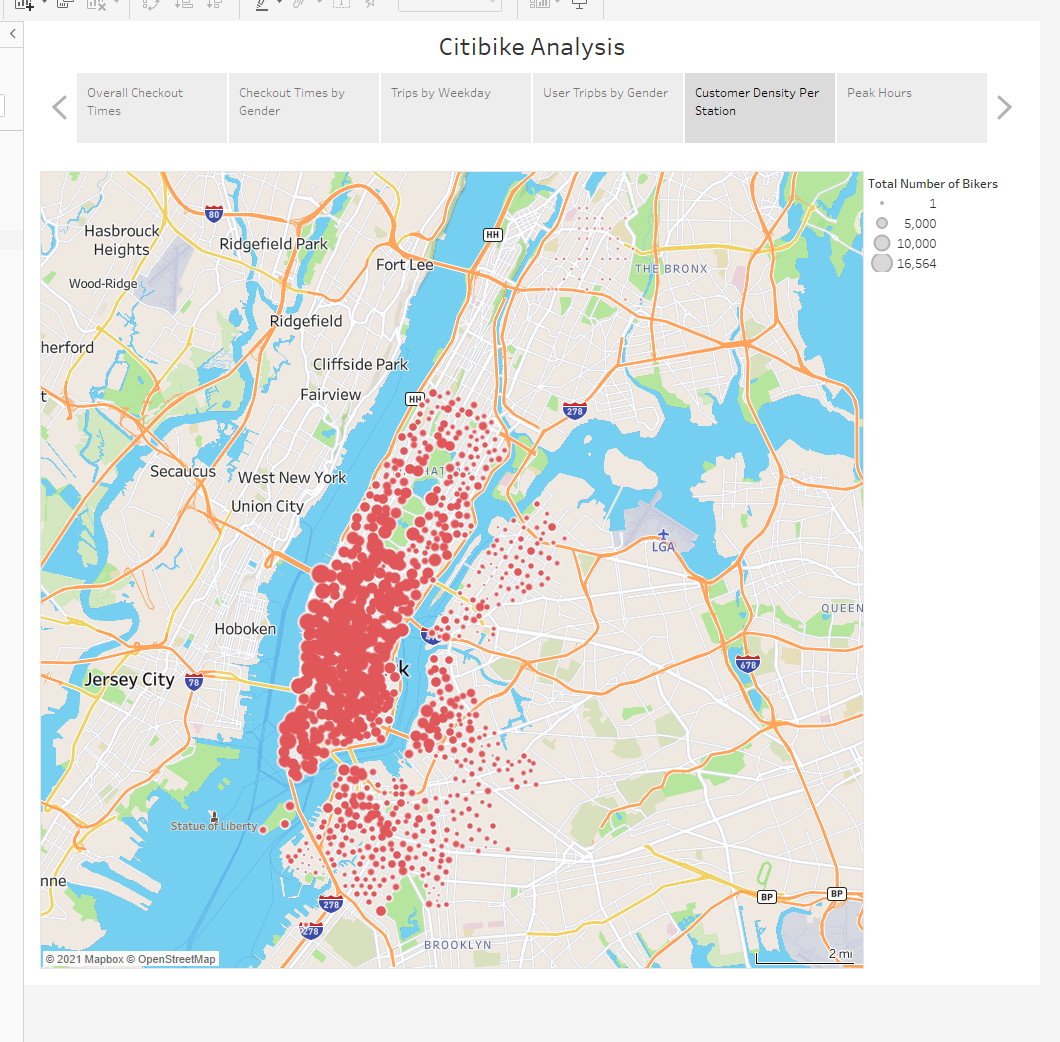 Citibike Analysis
Overall Checkout
Times
Checkout Times by
Gender
Trips by Weekday
User Tripbs by Gender
Customer Density Per
Station
Peak Hours
Total Number of Bikers
1
5,000
10,000
16,564
80
HH
Hasbrouck
Heights
Ridgefield Park
Fort Lee
THE BRONX
Wood-Ridge
Ridgefield
herford
Cliffside Park
Fairview
HH
t
278
Secaucus
HAT
West New York
Union City
LGA
QUEEN
Hoboken
k
678
Jersey City
78
Statue of Liberty
nne
BP
BP
278
278
BROOKLYN
2 mi
© 2021 Mapbox © OpenStreetMap